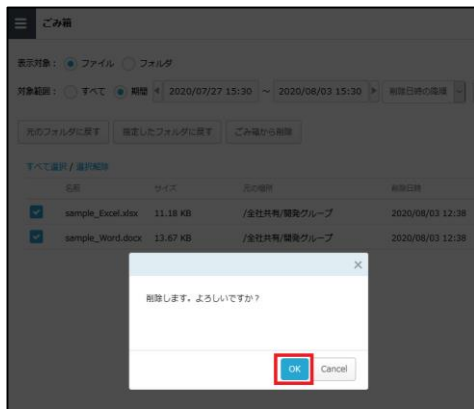 ごみ箱
表示対象： ファイル フォルダ
対象範囲： すべて 期間 2020/07/27 15:30 ~ 2020/08/03 15:30 削除日時の降順
元のフォルダに戻す 指定したフォルダに戻す ごみ箱から削除
すべて選択 / 選択解除
名前 サイズ 元の場所 削除日時
sample_Excel.xlsx 11.18 KB /全社共有/開発グループ 2020/08/03 12:38
sample_Word.docx 13.67 KB /全社共有/開発グループ 2020/08/03 12:38
削除します。よろしいですか？
OK Cancel